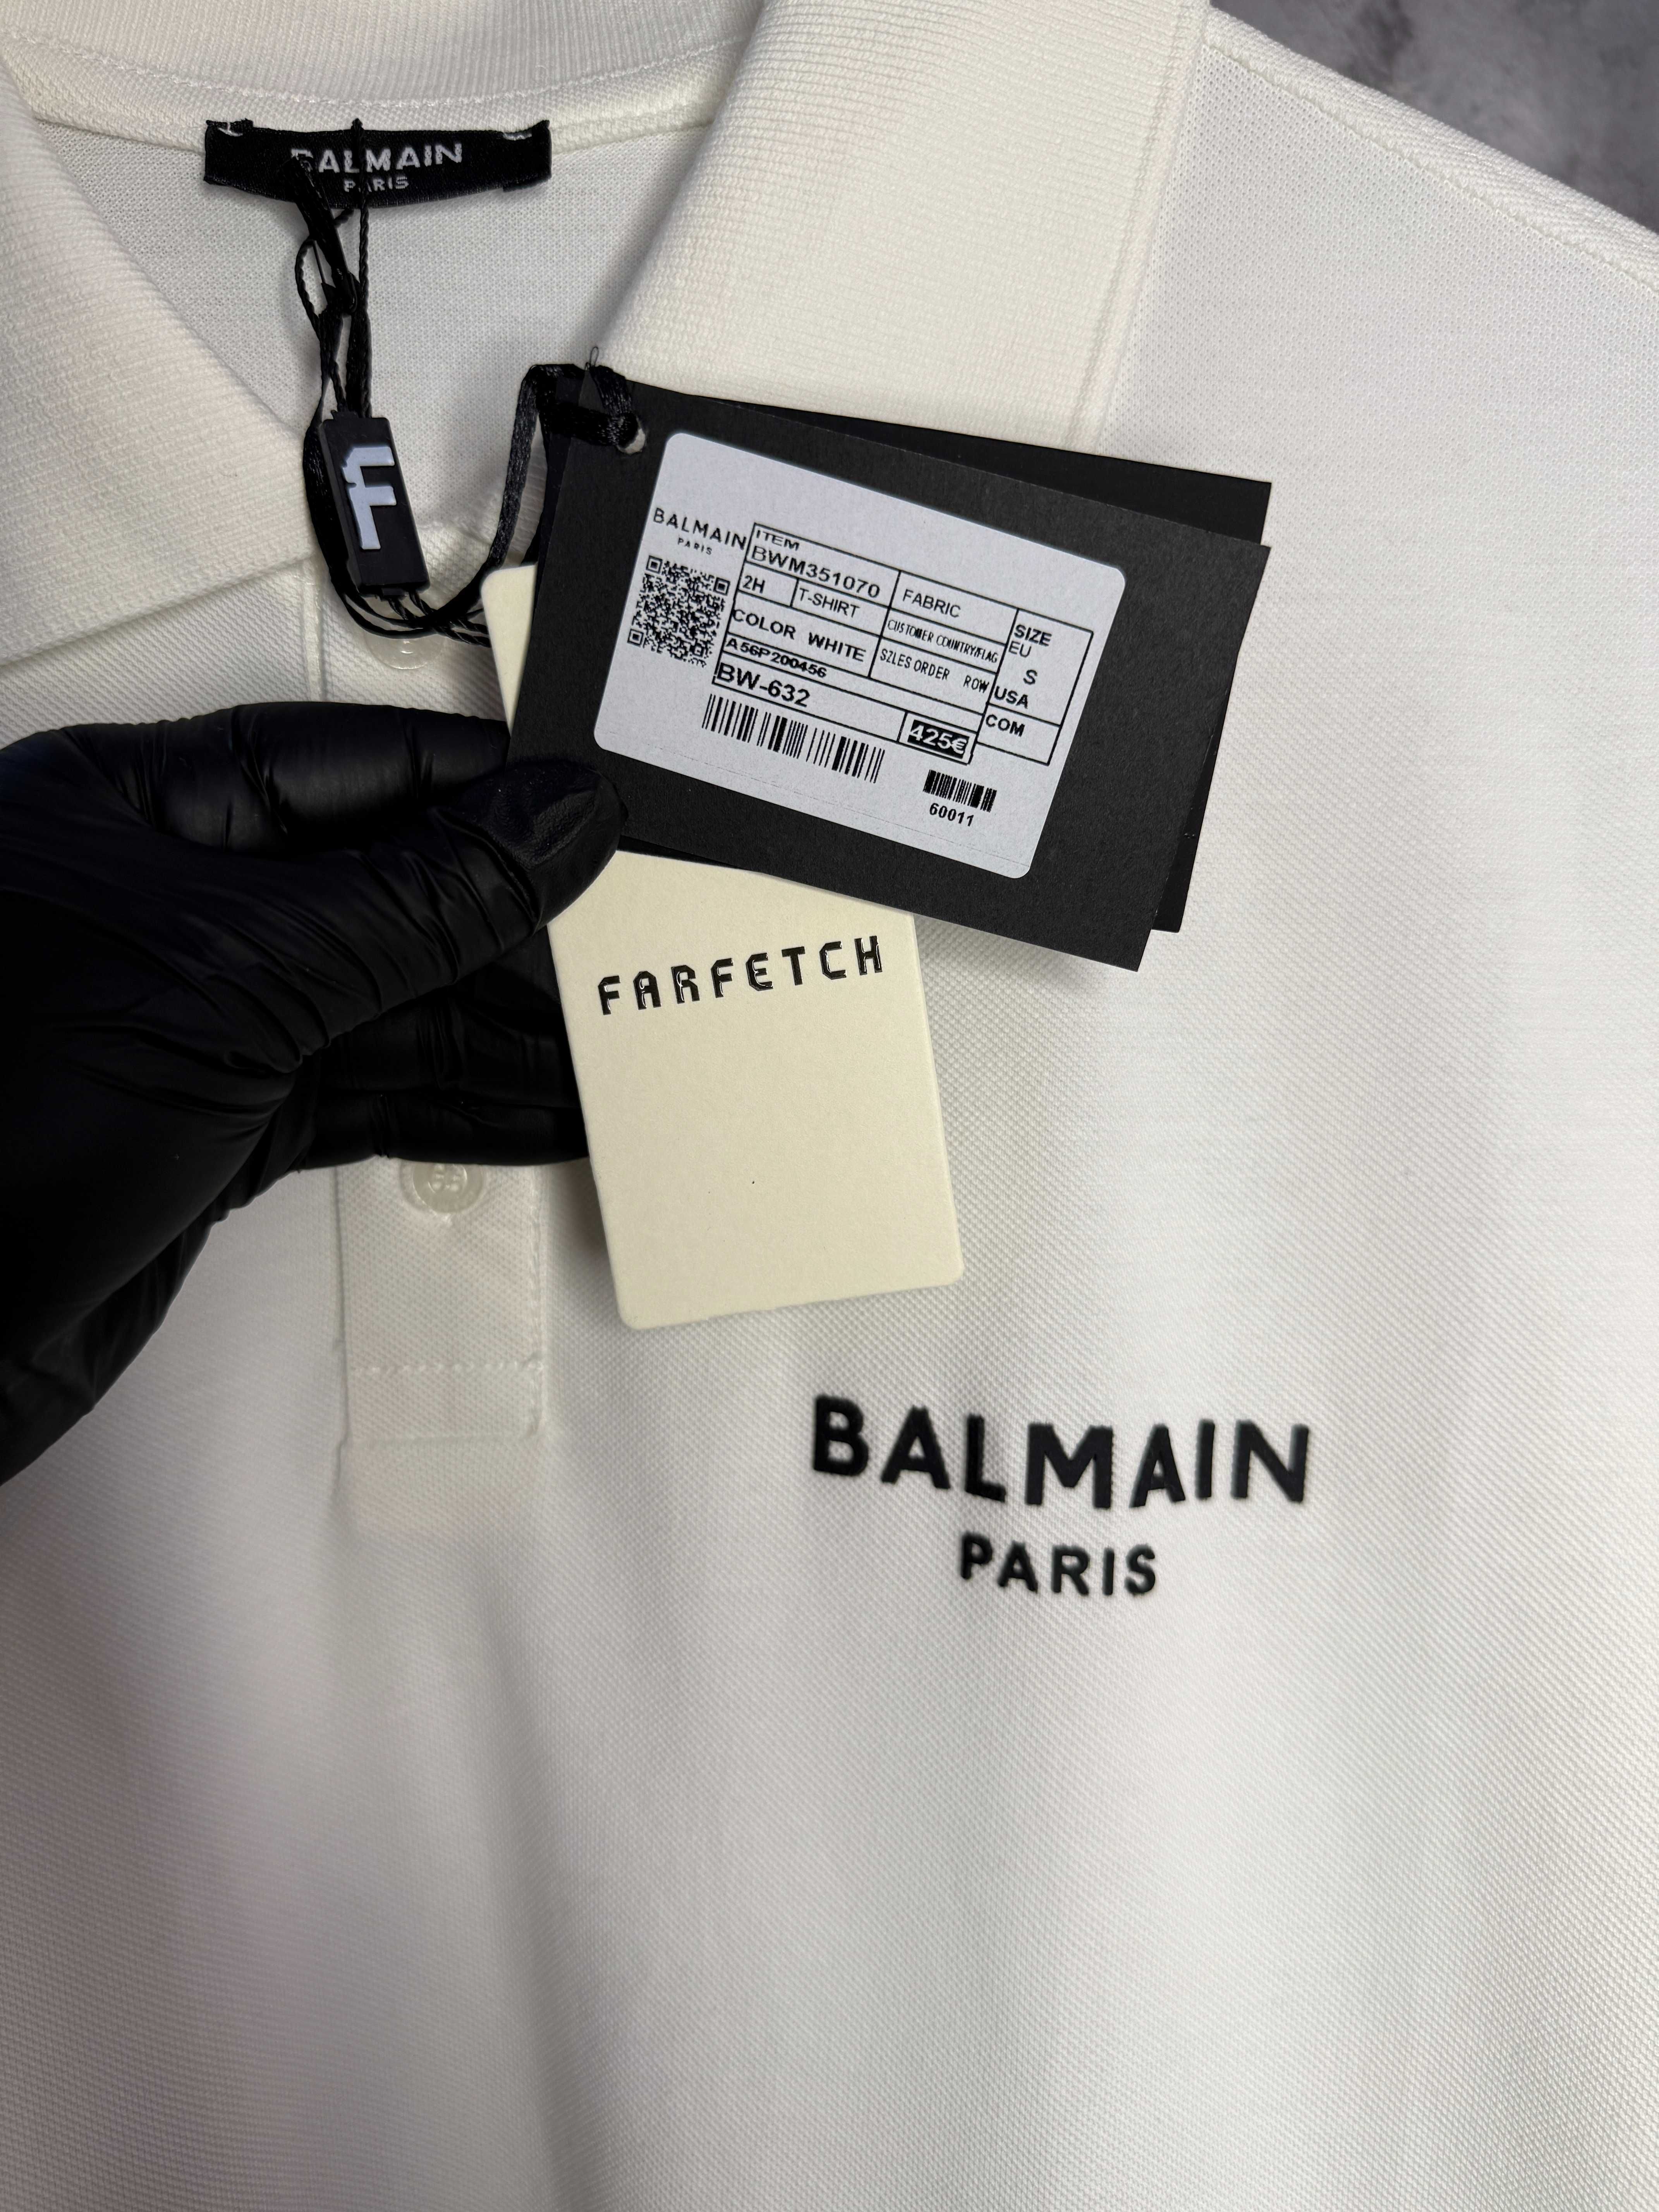 BALMAIN
PARIS
F
BALMAIN
PARIS
ITEM
BWM351070
FABRIC
2H
T-SHIRT
CUSTOMER COUNTRY/FLAG
SIZE
EU
S
COLOR WHITE
SZLES ORDER ROW
USA
A56P200456
BW-632
425€
COM
60011
FARFETCH
BALMAIN
PARIS